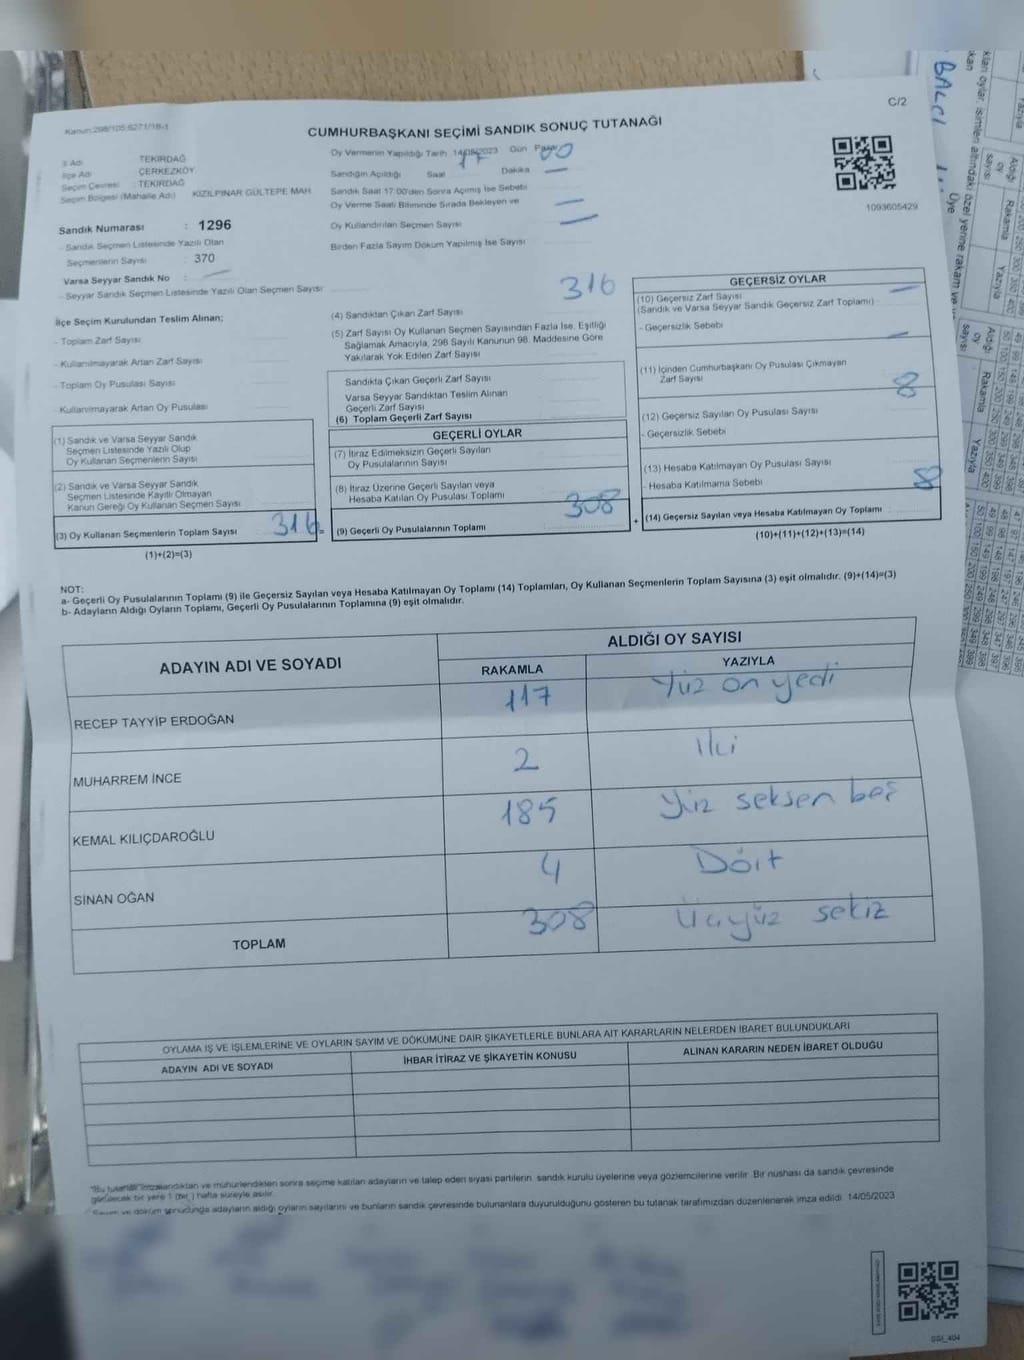 C/2
Kanun:298/105;6271/18-1
CUMHURBAŞKANI SEÇİMİ SANDIK SONUÇ TUTANAĞI
1093605429
İl Adı : TEKİRDAĞ
İlçe Adı : ÇERKEZKÖY
Seçim Çevresi : TEKİRDAĞ
Seçim Bölgesi (Mahalle Adı) KIZILPINAR GÜLTEPE MAH.
Sandık Numarası : 1296
- Sandık Seçmen Listesinde Yazılı Olan
Seçmenlerin Sayısı : 370
Varsa Seyyar Sandık No :
- Seyyar Sandık Seçmen Listesinde Yazılı Olan Seçmen Sayısı
Oy Vermenin Yapıldığı Tarih 14/05/2023 Gün Pazar
Sandığın Açıldığı Saat 17 Dakika 00
Sandık Saat 17:00'den Sonra Açılmış İse Sebebi
Oy Verme Saati Bitiminde Sırada Bekleyen ve
Oy Kullandırılan Seçmen Sayısı
Birden Fazla Sayım Döküm Yapılmış İse Sayısı
İlçe Seçim Kurulundan Teslim Alınan;
- Toplam Zarf Sayısı
- Kullanılmayarak Artan Zarf Sayısı
- Toplam Oy Pusulası Sayısı
- Kullanılmayarak Artan Oy Pusulası
(1) Sandık ve Varsa Seyyar Sandık
Seçmen Listesinde Yazılı Olup
Oy Kullanan Seçmenlerin Sayısı
(2) Sandık ve Varsa Seyyar Sandık
Seçmen Listesinde Kayıtlı Olmayan
Kanun Gereği Oy Kullanan Seçmen Sayısı
(3) Oy Kullanan Seçmenlerin Toplam Sayısı 316 =
(1)+(2)=(3)
(4) Sandıktan Çıkan Zarf Sayısı 316
(5) Zarf Sayısı Oy Kullanan Seçmen Sayısından Fazla İse, Eşitliği
Sağlamak Amacıyla, 298 Sayılı Kanunun 98. Maddesine Göre
Yakılarak Yok Edilen Zarf Sayısı
Sandıkta Çıkan Geçerli Zarf Sayısı
Varsa Seyyar Sandıktan Teslim Alınan
Geçerli Zarf Sayısı
(6) Toplam Geçerli Zarf Sayısı
GEÇERLİ OYLAR
(7) İtiraz Edilmeksizin Geçerli Sayılan
Oy Pusulalarının Sayısı
(8) İtiraz Üzerine Geçerli Sayılan veya
Hesaba Katılan Oy Pusulası Toplamı
(9) Geçerli Oy Pusulalarının Toplamı 308 +
GEÇERSİZ OYLAR
(10) Geçersiz Zarf Sayısı
(Sandık ve Varsa Seyyar Sandık Geçersiz Zarf Toplamı)
- Geçersizlik Sebebi
(11) İçinden Cumhurbaşkanı Oy Pusulası Çıkmayan
Zarf Sayısı
8
(12) Geçersiz Sayılan Oy Pusulası Sayısı
- Geçersizlik Sebebi
(13) Hesaba Katılmayan Oy Pusulası Sayısı
- Hesaba Katılmama Sebebi
(14) Geçersiz Sayılan veya Hesaba Katılmayan Oy Toplamı 8
(10)+(11)+(12)+(13)=(14)
NOT:
a- Geçerli Oy Pusulalarının Toplamı (9) ile Geçersiz Sayılan veya Hesaba Katılmayan Oy Toplamı (14) Toplamları, Oy Kullanan Seçmenlerin Toplam Sayısına (3) eşit olmalıdır. (9)+(14)=(3)
b- Adayların Aldığı Oyların Toplamı, Geçerli Oy Pusulalarının Toplamına (9) eşit olmalıdır.
ADAYIN ADI VE SOYADI
ALDIĞI OY SAYISI
RAKAMLA YAZIYLA
RECEP TAYYİP ERDOĞAN 117 Yüz on yedi
MUHARREM İNCE 2 İki
KEMAL KILIÇDAROĞLU 185 Yüz seksen beş
SİNAN OĞAN 4 Dört
TOPLAM 308 Üçyüz sekiz
OYLAMA İŞ VE İŞLEMLERİNE VE OYLARIN SAYIM VE DÖKÜMÜNE DAİR ŞİKAYETLERLE BUNLARA AİT KARARLARIN NELERDEN İBARET BULUNDUKLARI
ADAYIN ADI VE SOYADI
İHBAR İTİRAZ VE ŞİKAYETİN KONUSU
ALINAN KARARIN NEDEN İBARET OLDUĞU
"Bu tutanak imzalandıktan ve mühürlendikten sonra seçime katılan adayların ve talep eden siyasi partilerin sandık kurulu üyelerine veya gözlemcilerine verilir. Bir nüshası da sandık çevresinde
görülecek bir yere 1 (bir) hafta süreyle asılır.
Sayım ve döküm sonucunda adayların aldığı oyların sayılarını ve bunların sandık çevresinde bulunanlara duyurulduğunu gösteren bu tutanak tarafımızdan düzenlenerek imza edildi. 14/05/2023
BALCI
Üye